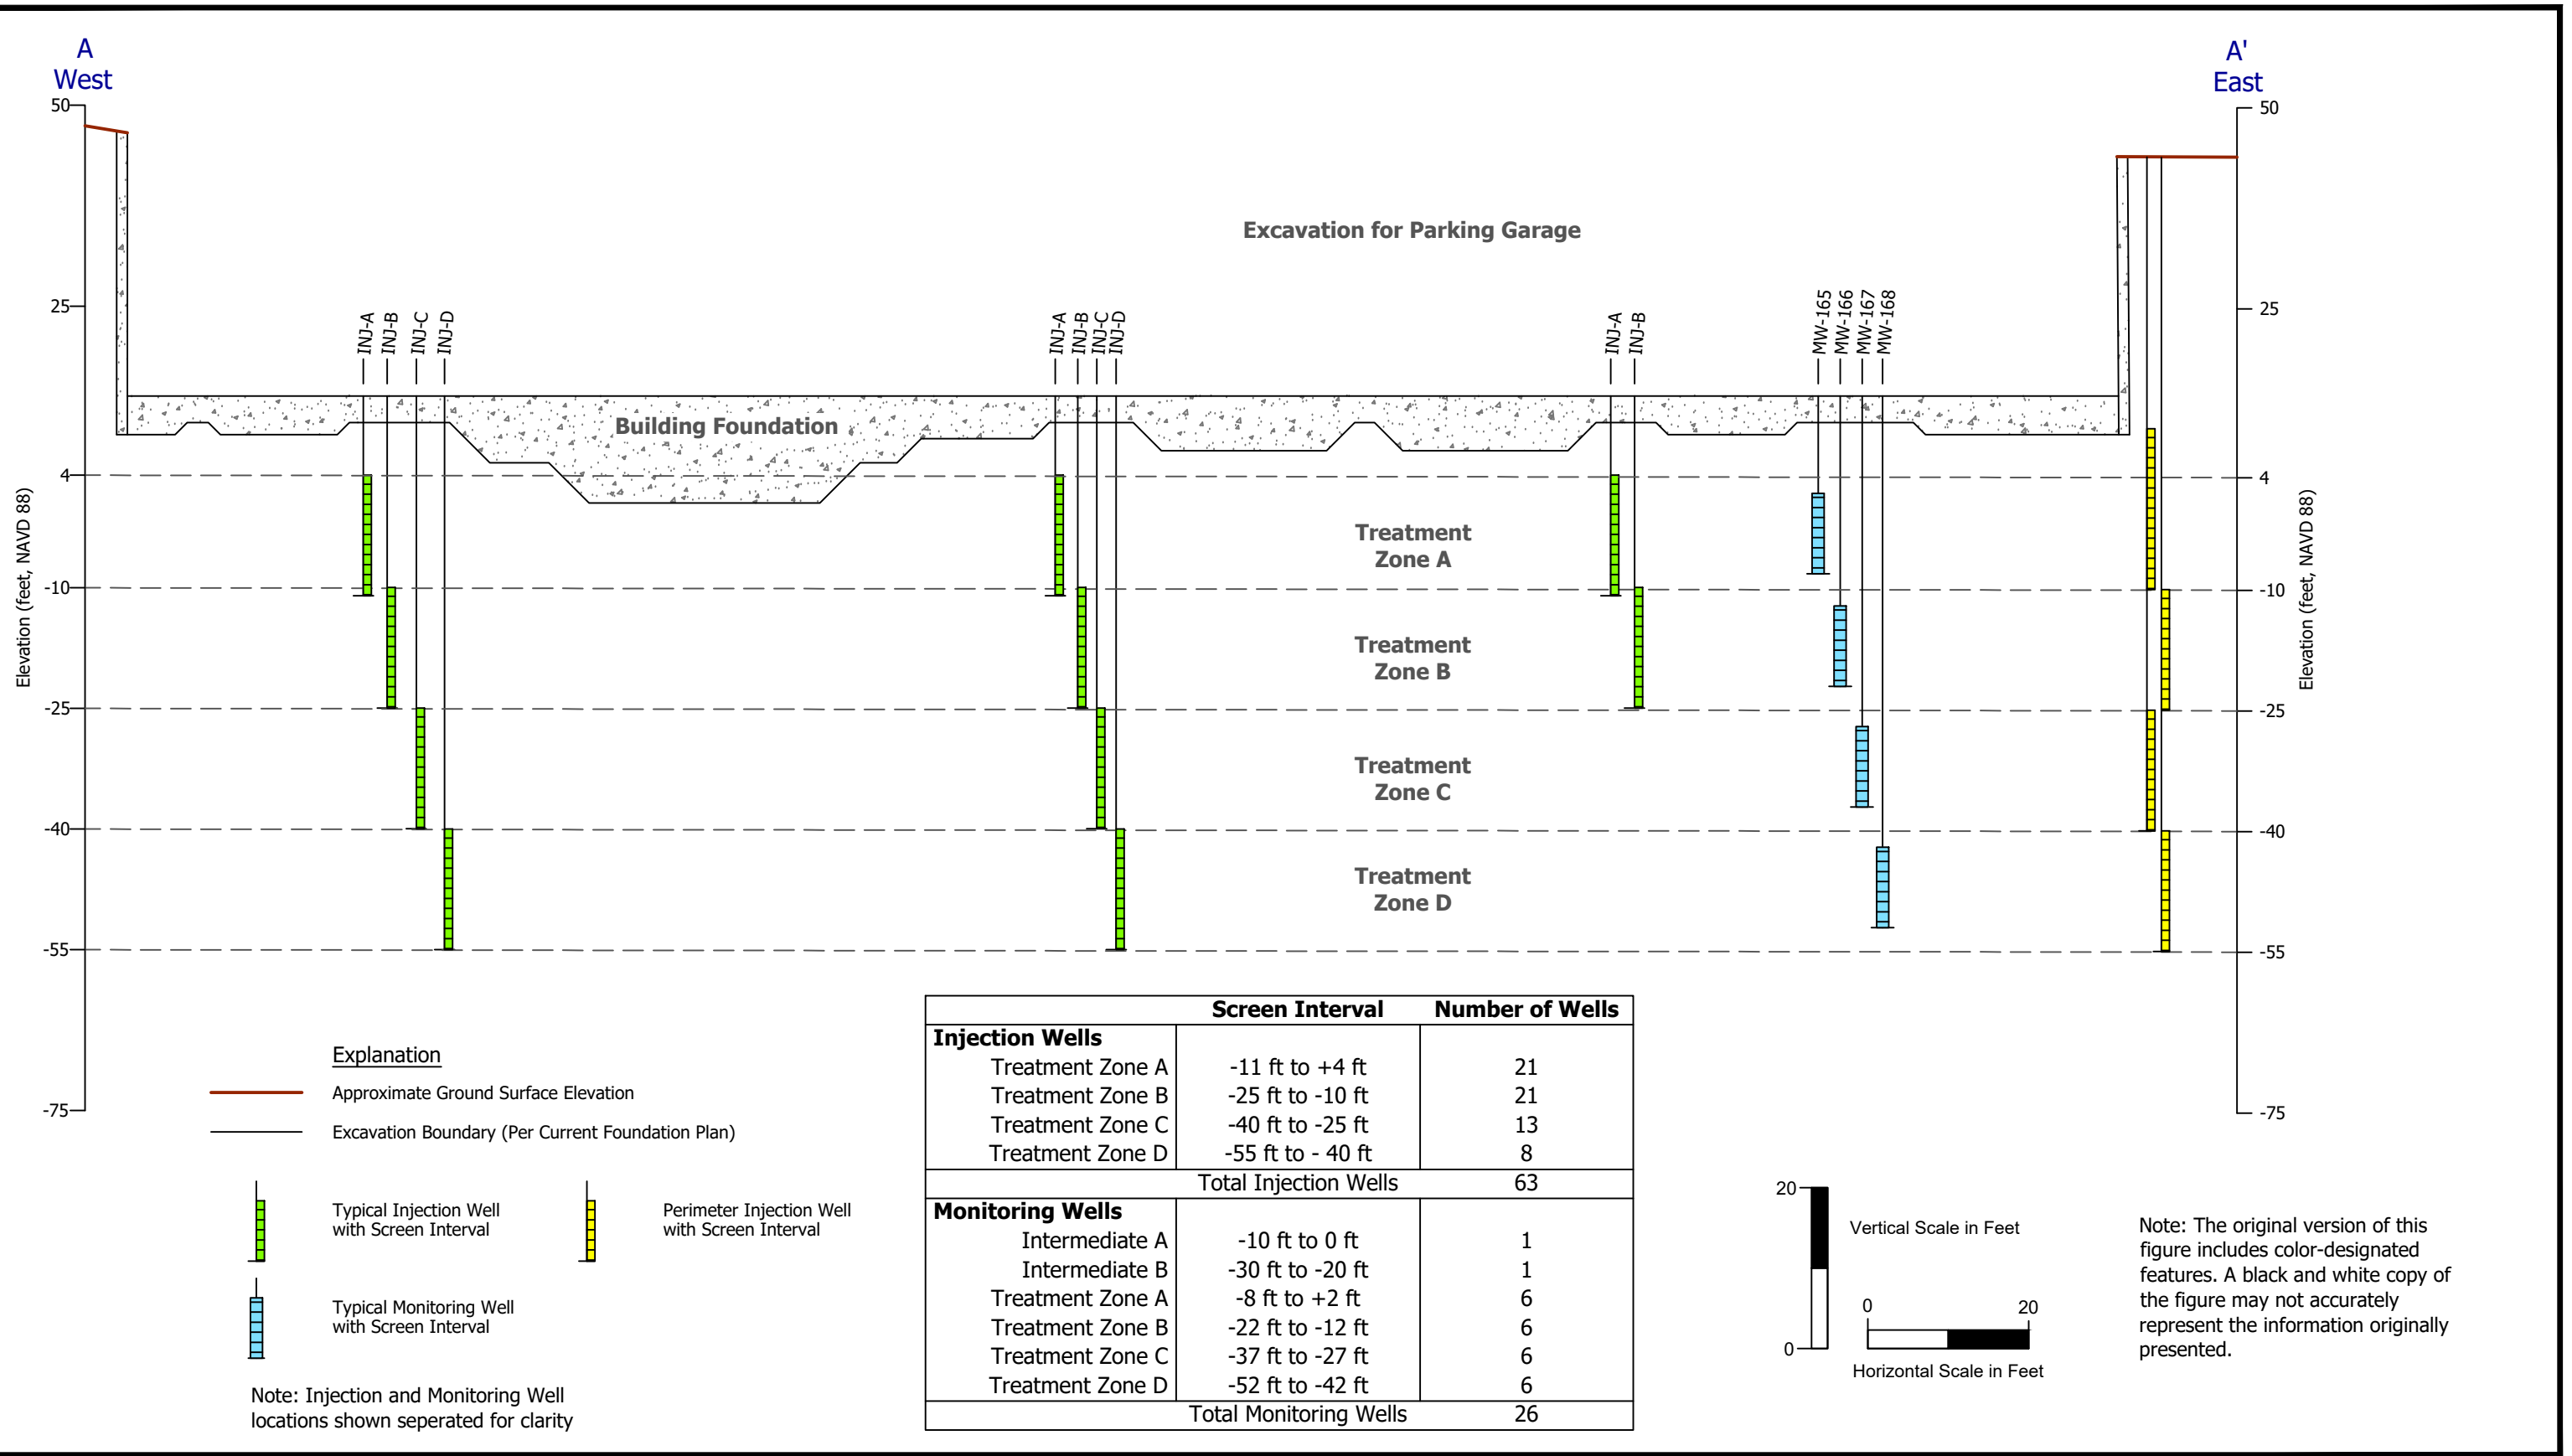 A
West
A'
East
50
25
4
-10
-25
-40
-55
-75
Elevation (feet, NAVD 88)
50
25
4
-10
-25
-40
-55
-75
Elevation (feet, NAVD 88)
Excavation for Parking Garage
INJ-A
INJ-B
INJ-C
INJ-D
INJ-A
INJ-B
INJ-C
INJ-D
INJ-A
INJ-B
MW-165
MW-166
MW-167
MW-168
Building Foundation
Treatment
Zone A
Treatment
Zone B
Treatment
Zone C
Treatment
Zone D
Explanation
Approximate Ground Surface Elevation
Excavation Boundary (Per Current Foundation Plan)
Typical Injection Well
with Screen Interval
Perimeter Injection Well
with Screen Interval
Typical Monitoring Well
with Screen Interval
Note: Injection and Monitoring Well
locations shown seperated for clarity
Screen Interval Number of Wells
Injection Wells
Treatment Zone A -11 ft to +4 ft 21
Treatment Zone B -25 ft to -10 ft 21
Treatment Zone C -40 ft to -25 ft 13
Treatment Zone D -55 ft to - 40 ft 8
Total Injection Wells 63
Monitoring Wells
Intermediate A -10 ft to 0 ft 1
Intermediate B -30 ft to -20 ft 1
Treatment Zone A -8 ft to +2 ft 6
Treatment Zone B -22 ft to -12 ft 6
Treatment Zone C -37 ft to -27 ft 6
Treatment Zone D -52 ft to -42 ft 6
Total Monitoring Wells 26
20
Vertical Scale in Feet
0
0 20
Horizontal Scale in Feet
Note: The original version of this
figure includes color-designated
features. A black and white copy of
the figure may not accurately
represent the information originally
presented.